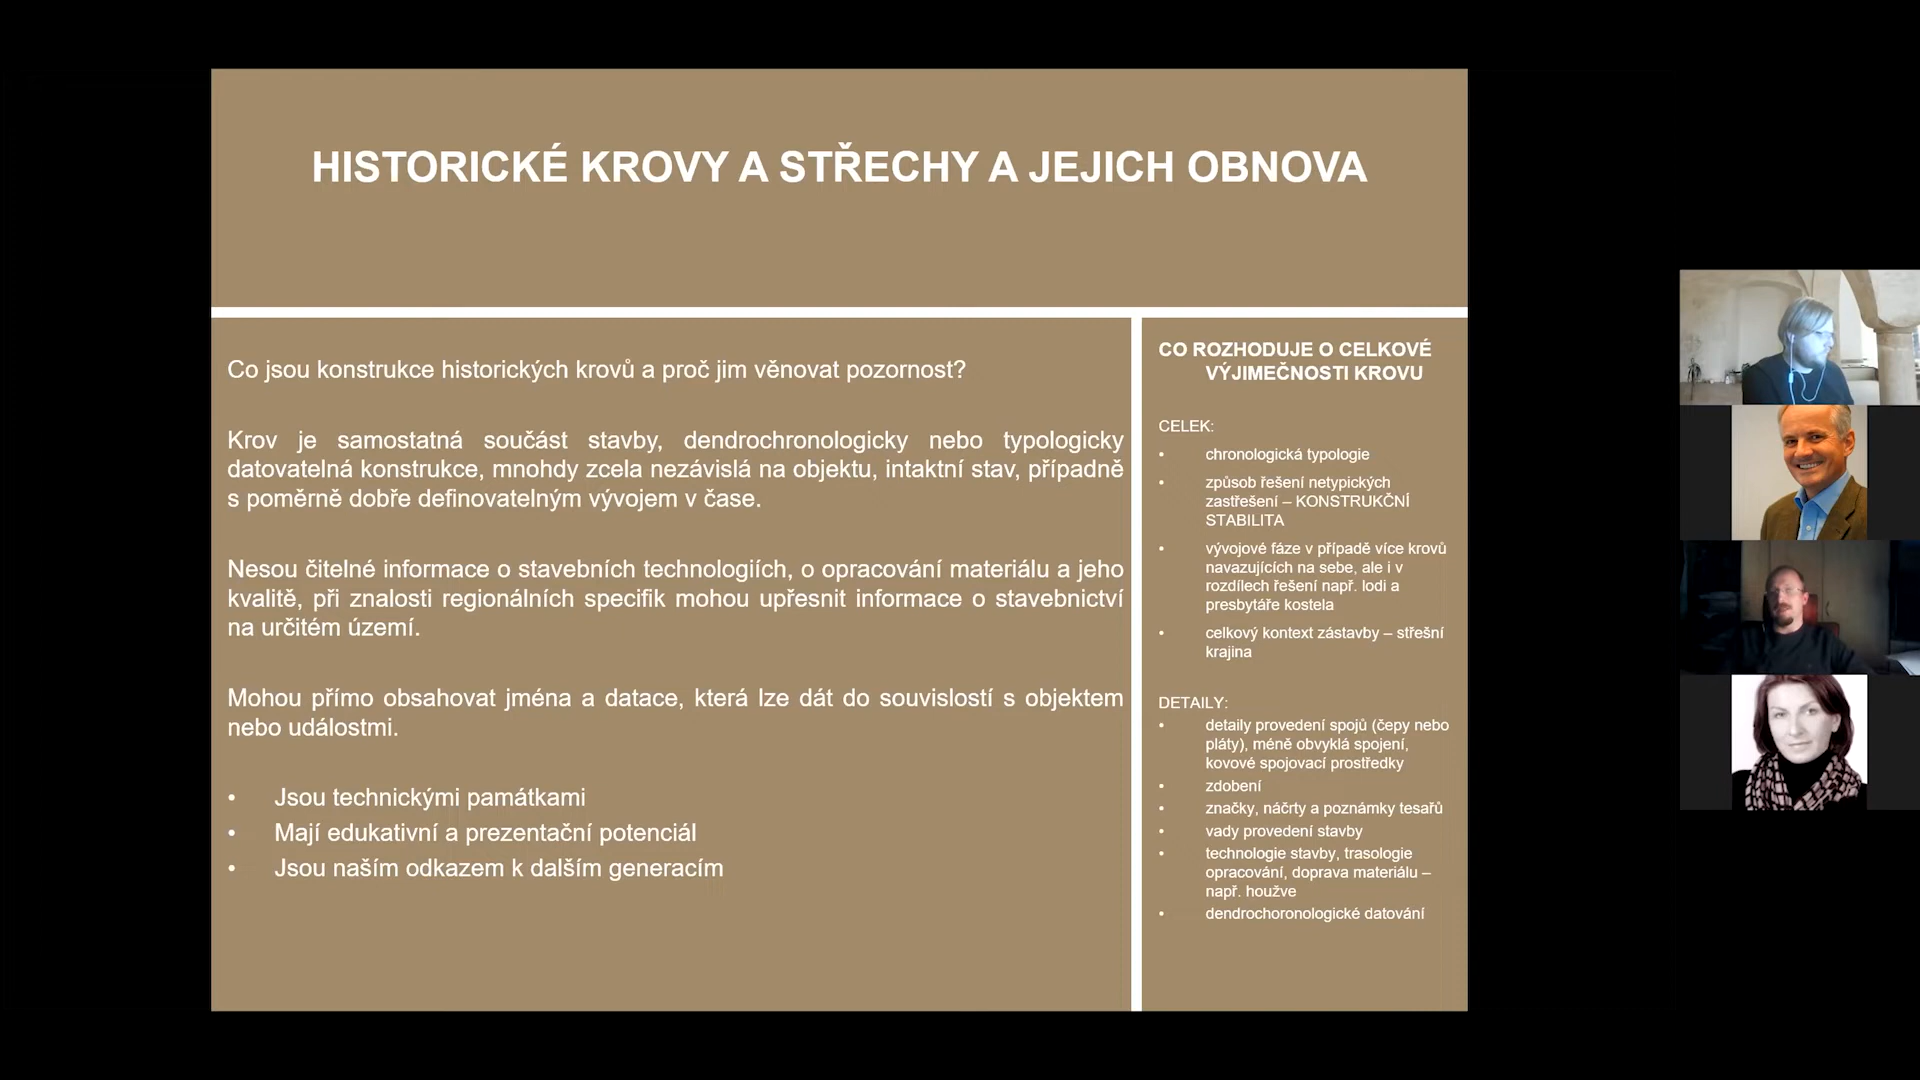 HISTORICKÉ KROVY A STŘECHY A JEJICH OBNOVA
Co jsou konstrukce historických krovů a proč jim věnovat pozornost?
Krov je samostatná součást stavby, dendrochronologicky nebo typologicky
datovatelná konstrukce, mnohdy zcela nezávislá na objektu, intaktní stav, případně
s poměrně dobře definovatelným vývojem v čase.
Nesou čitelné informace o stavebních technologiích, o opracování materiálu a jeho
kvalitě, při znalosti regionálních specifik mohou upřesnit informace o stavebnictví
na určitém území.
Mohou přímo obsahovat jména a datace, která lze dát do souvislostí s objektem
nebo událostmi.
• Jsou technickými památkami
• Mají edukativní a prezentační potenciál
• Jsou naším odkazem k dalším generacím
CO ROZHODUJE O CELKOVÉ
VÝJIMEČNOSTI KROVU
CELEK:
• chronologická typologie
• způsob řešení netypických
zastřešení – KONSTRUKČNÍ
STABILITA
• vývojové fáze v případě více krovů
navazujících na sebe, ale i v
rozdílech řešení např. lodi a
presbytáře kostela
• celkový kontext zástavby – střešní
krajina
DETAILY:
• detaily provedení spojů (čepy nebo
pláty), méně obvyklá spojení,
kovové spojovací prostředky
• zdobení
• značky, náčrty a poznámky tesařů
• vady provedení stavby
• technologie stavby, trasologie
opracování, doprava materiálu –
např. houžve
• dendrochoronologické datování